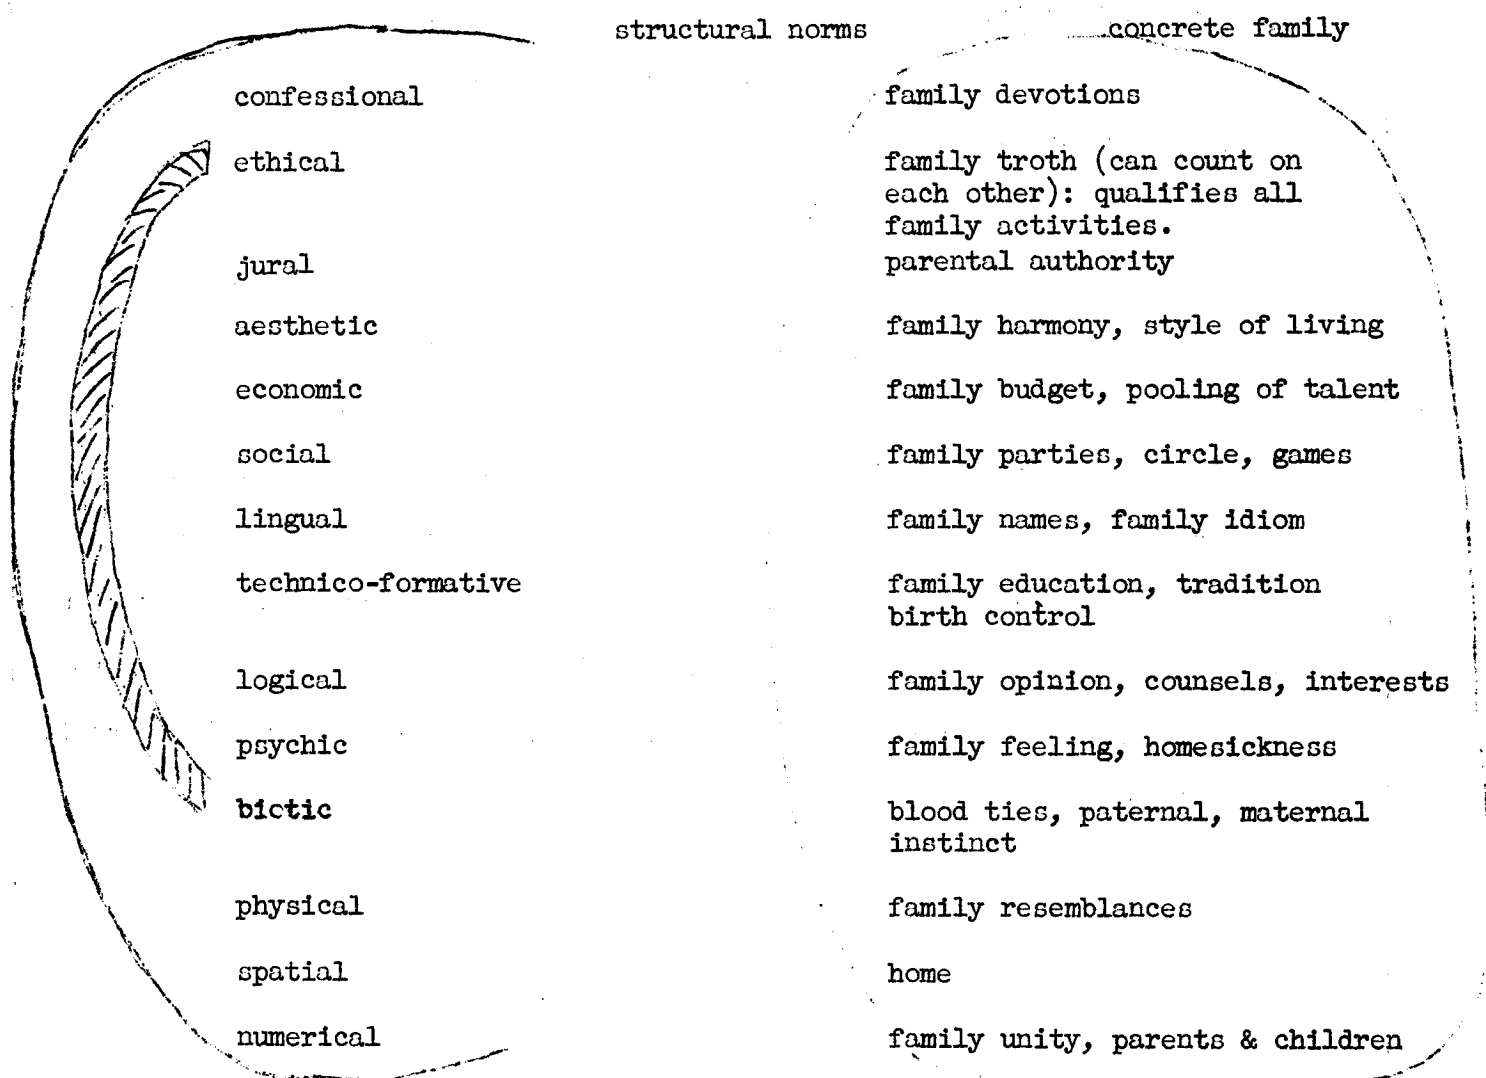 structural norms concrete family
confessional family devotions
ethical family troth (can count on
each other): qualifies all
family activities.
jural parental authority
aesthetic family harmony, style of living
economic family budget, pooling of talent
social family parties, circle, games
lingual family names, family idiom
technico-formative family education, tradition
birth control
logical family opinion, counsels, interests
psychic family feeling, homesickness
bictic blood ties, paternal, maternal
instinct
physical family resemblances
spatial home
numerical family unity, parents & children